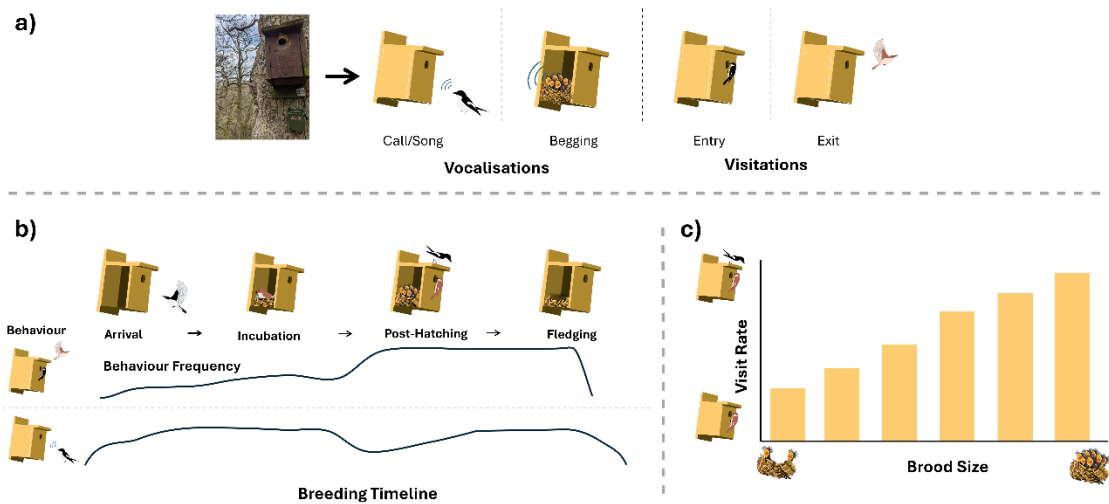 a)
Call/Song
Begging
Entry
Exit
Vocalisations
Visitations
b)
Arrival
Incubation
Post-Hatching
Fledging
Behaviour
Behaviour Frequency
Breeding Timeline
c)
Visit Rate
Brood Size